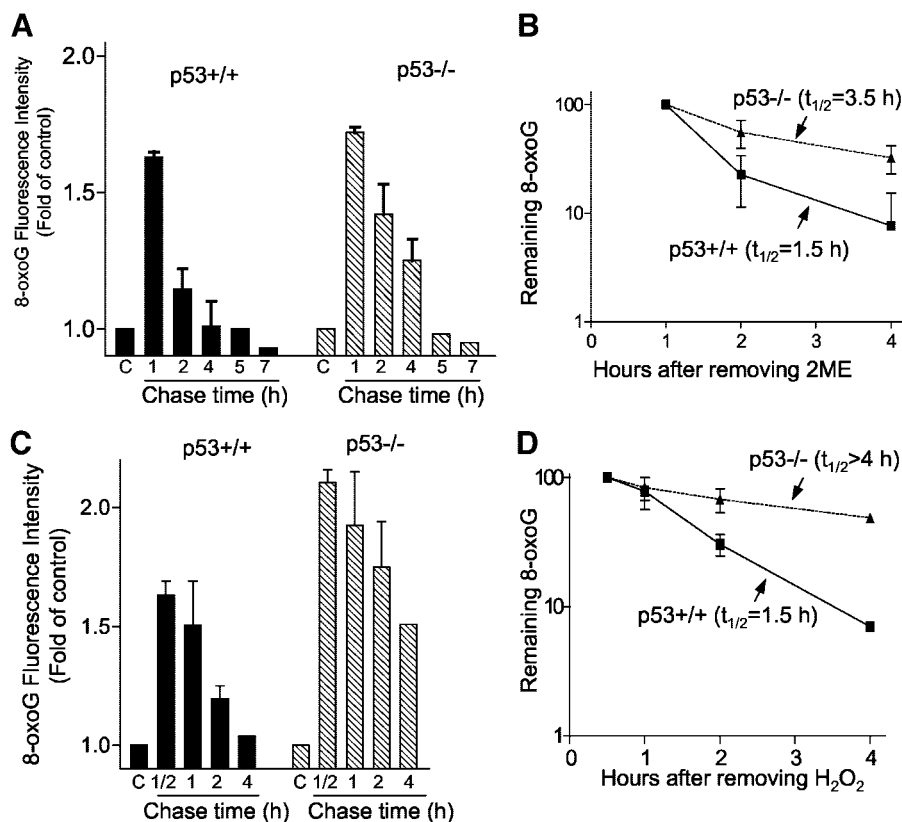 A
8-oxoG Fluorescence Intensity
(Fold of control)
2.0
1.5
1.0
p53+/+
p53-/-
C 1 2 4 5 7
Chase time (h)
C 1 2 4 5 7
Chase time (h)
B
Remaining 8-oxoG
100
10
1
p53-/- (t1/2=3.5 h)
p53+/+ (t1/2=1.5 h)
0 1 2 3 4
Hours after removing 2ME
C
8-oxoG Fluorescence Intensity
(Fold of control)
2.0
1.5
1.0
p53+/+
p53-/-
C 1/2 1 2 4
Chase time (h)
C 1/2 1 2 4
Chase time (h)
D
Remaining 8-oxoG
100
10
1
p53-/- (t1/2>4 h)
p53+/+ (t1/2=1.5 h)
0 1 2 3 4
Hours after removing H2O2